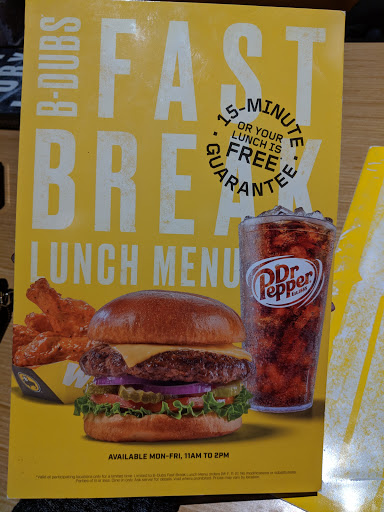 B-DUBS
FAST
BREAK
LUNCH MENU
15-MINUTE
OR YOUR
LUNCH IS
FREE
GUARANTEE
Dr
Pepper
AVAILABLE MON-FRI, 11AM TO 2PM